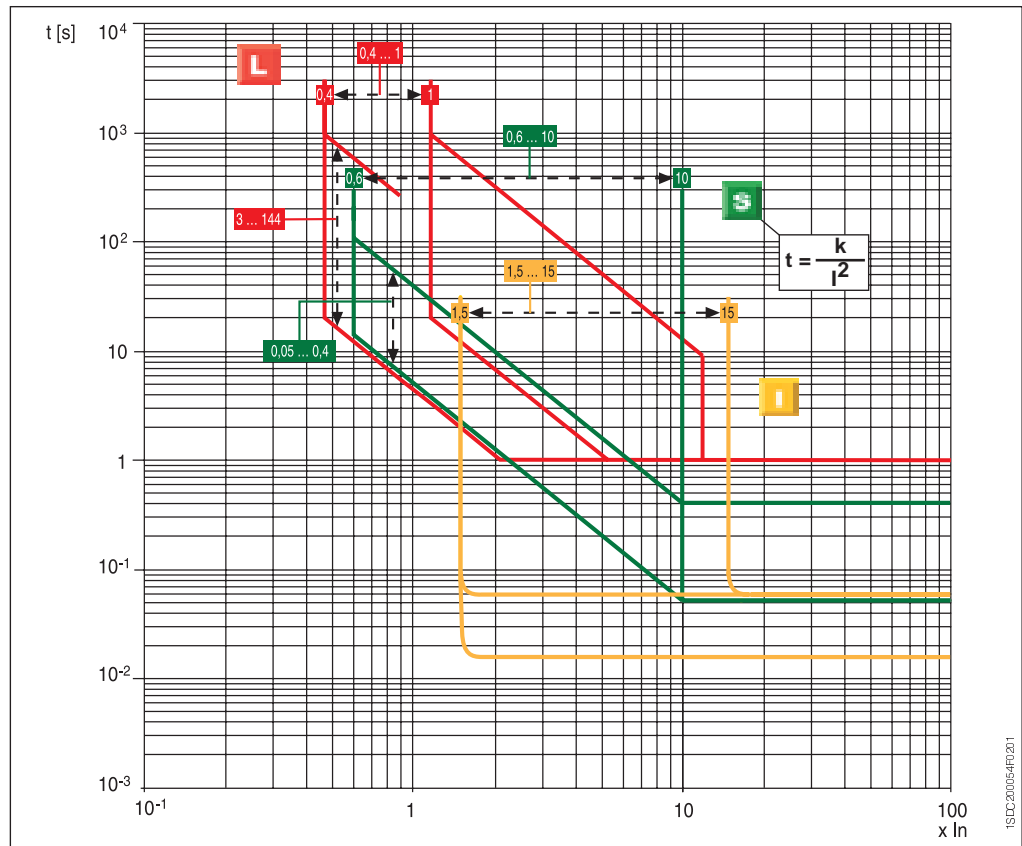 t [s]
10⁴
L
0,4 ... 1
0,4
1
10³
0,6 ... 10
0,6
10
S
3 ... 144
t = k / I²
10²
1,5 ... 15
1,5
15
0,05 ... 0,4
10
I
1
10⁻¹
10⁻²
10⁻³
10⁻¹
1
10
100
x In
1SDC200054F0201